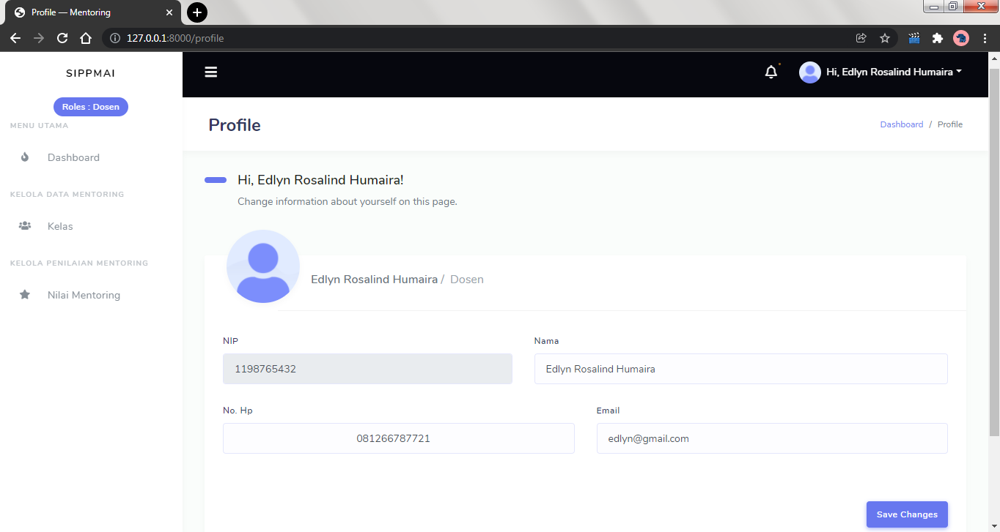 Profile — Mentoring
127.0.0.1:8000/profile
SIPPMAI
Roles : Dosen
MENU UTAMA
Dashboard
KELOLA DATA MENTORING
Kelas
KELOLA PENILAIAN MENTORING
Nilai Mentoring
Hi, Edlyn Rosalind Humaira
Profile
Dashboard / Profile
Hi, Edlyn Rosalind Humaira!
Change information about yourself on this page.
Edlyn Rosalind Humaira / Dosen
NIP
1198765432
Nama
Edlyn Rosalind Humaira
No. Hp
081266787721
Email
edlyn@gmail.com
Save Changes